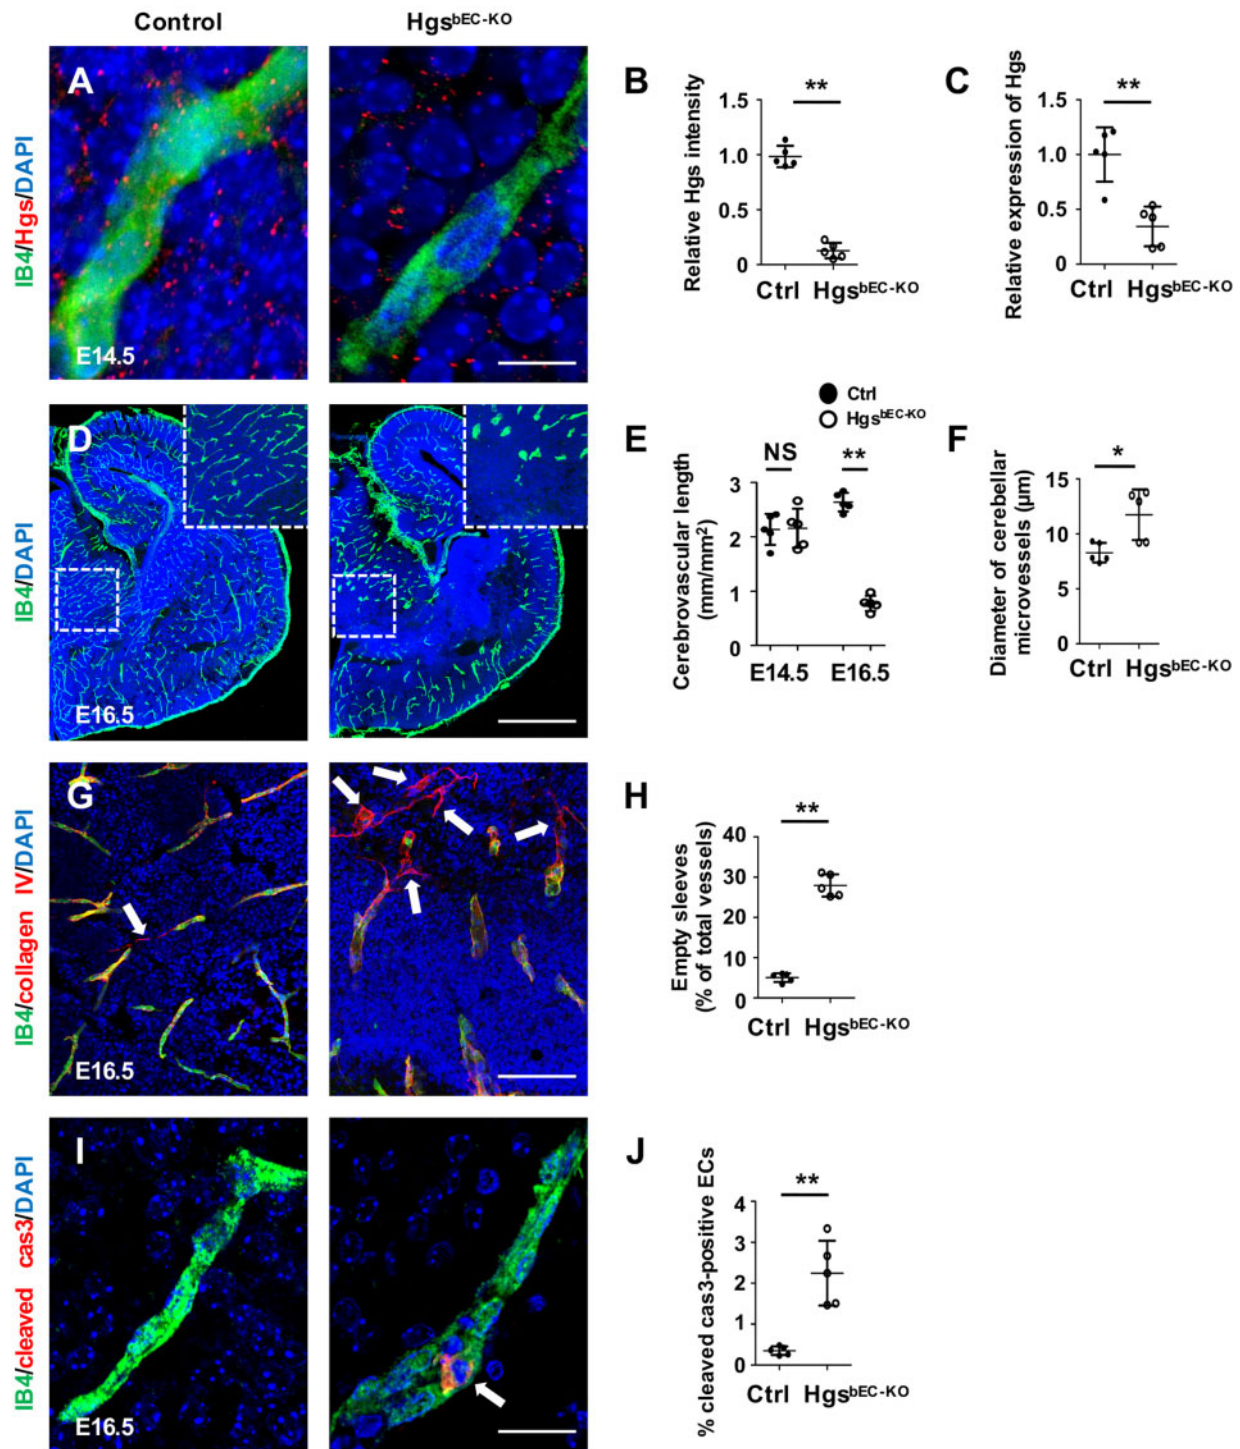 Control
Hgs^bEC-KO
A
IB4/Hgs/DAPI
E14.5
B
Relative Hgs intensity
**
1.5
1.0
0.5
0
Ctrl Hgs^bEC-KO
C
Relative expression of Hgs
**
1.5
1.0
0.5
0
Ctrl Hgs^bEC-KO
D
IB4/DAPI
E16.5
Ctrl
Hgs^bEC-KO
E
Cerebrovascular length
(mm/mm²)
NS
**
3
2
1
0
E14.5 E16.5
F
Diameter of cerebellar
microvessels (μm)
*
15
10
5
0
Ctrl Hgs^bEC-KO
G
IB4/collagen IV/DAPI
E16.5
H
Empty sleeves
(% of total vessels)
**
40
30
20
10
0
Ctrl Hgs^bEC-KO
I
IB4/cleaved cas3/DAPI
E16.5
J
% cleaved cas3-positive ECs
**
4
3
2
1
0
Ctrl Hgs^bEC-KO